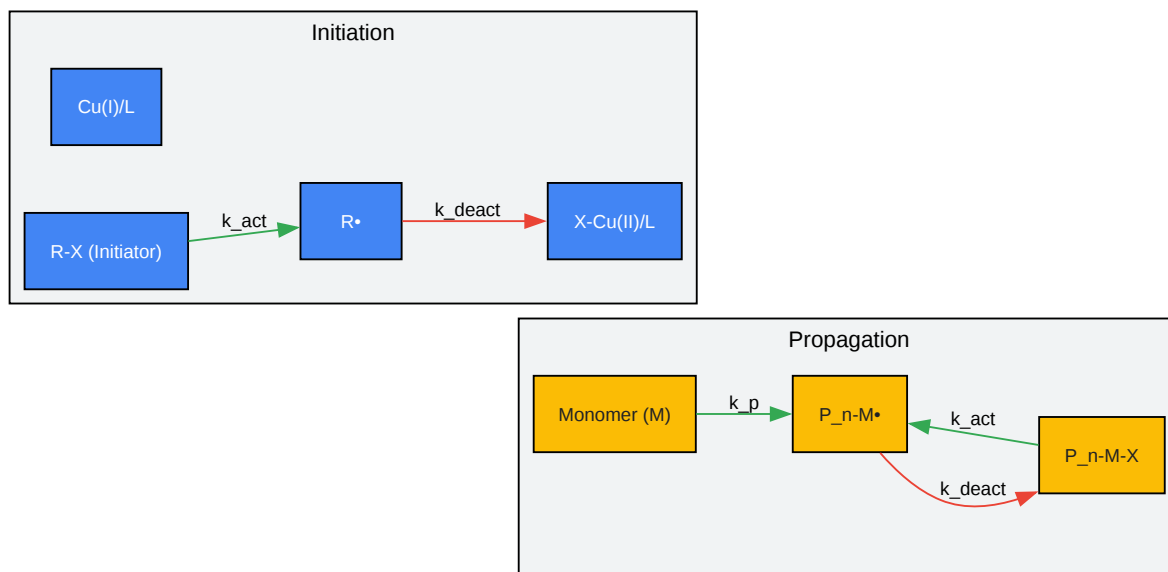 Initiation
Cu(I)/L
R-X (Initiator)
k_act
R•
k_deact
X-Cu(II)/L
Propagation
Monomer (M)
k_p
P_n-M•
k_act
k_deact
P_n-M-X